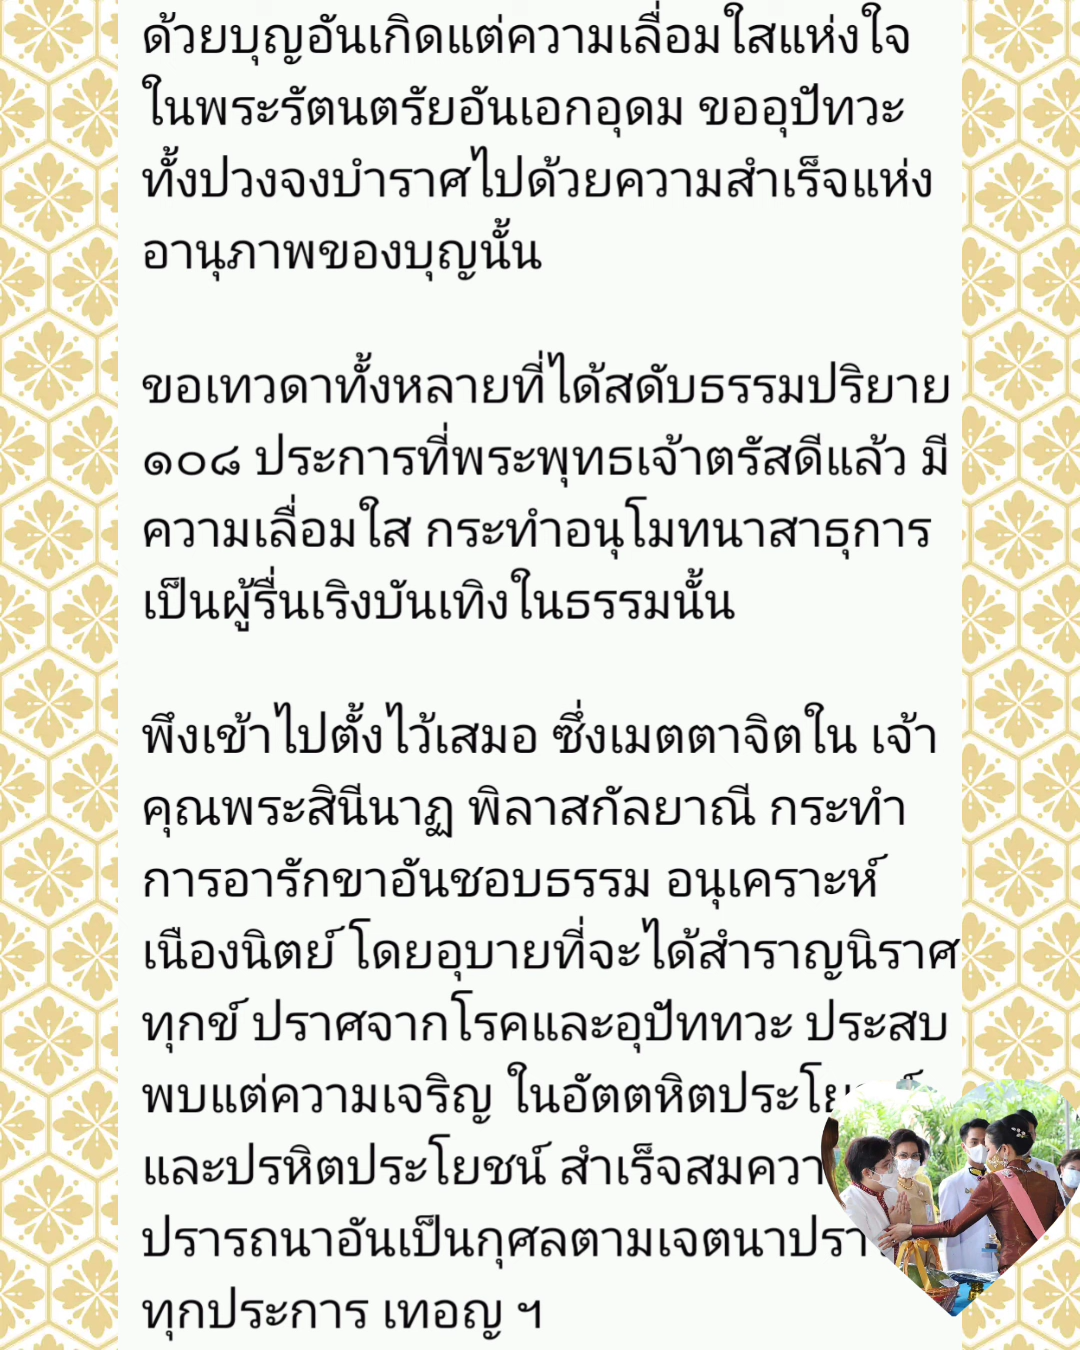 ด้วยบุญอันเกิดแต่ความเลื่อมใสแห่งใจ
ในพระรัตนตรัยอันเอกอุดม ขออุปัทวะ
ทั้งปวงจงบำราศไปด้วยความสำเร็จแห่ง
อานุภาพของบุญนั้น
ขอเทวดาทั้งหลายที่ได้สดับธรรมปริยาย
๑๐๘ ประการที่พระพุทธเจ้าตรัสดีแล้ว มี
ความเลื่อมใส กระทำอนุโมทนาสาธุการ
เป็นผู้รื่นเริงบันเทิงในธรรมนั้น
พึงเข้าไปตั้งไว้เสมอ ซึ่งเมตตาจิตใน เจ้า
คุณพระสินีนาฏ พิลาสกัลยาณี กระทำ
การอารักขาอันชอบธรรม อนุเคราะห์
เนืองนิตย์ โดยอุบายที่จะได้สำราญนิราศ
ทุกข์ ปราศจากโรคและอุปัททวะ ประสบ
พบแต่ความเจริญ ในอัตตหิต
และปรหิตประโยชน์ สำเร็จ
ปรารถนาอันเป็นกุศลตามเจตนา
ทุกประการ เทอญ ฯ